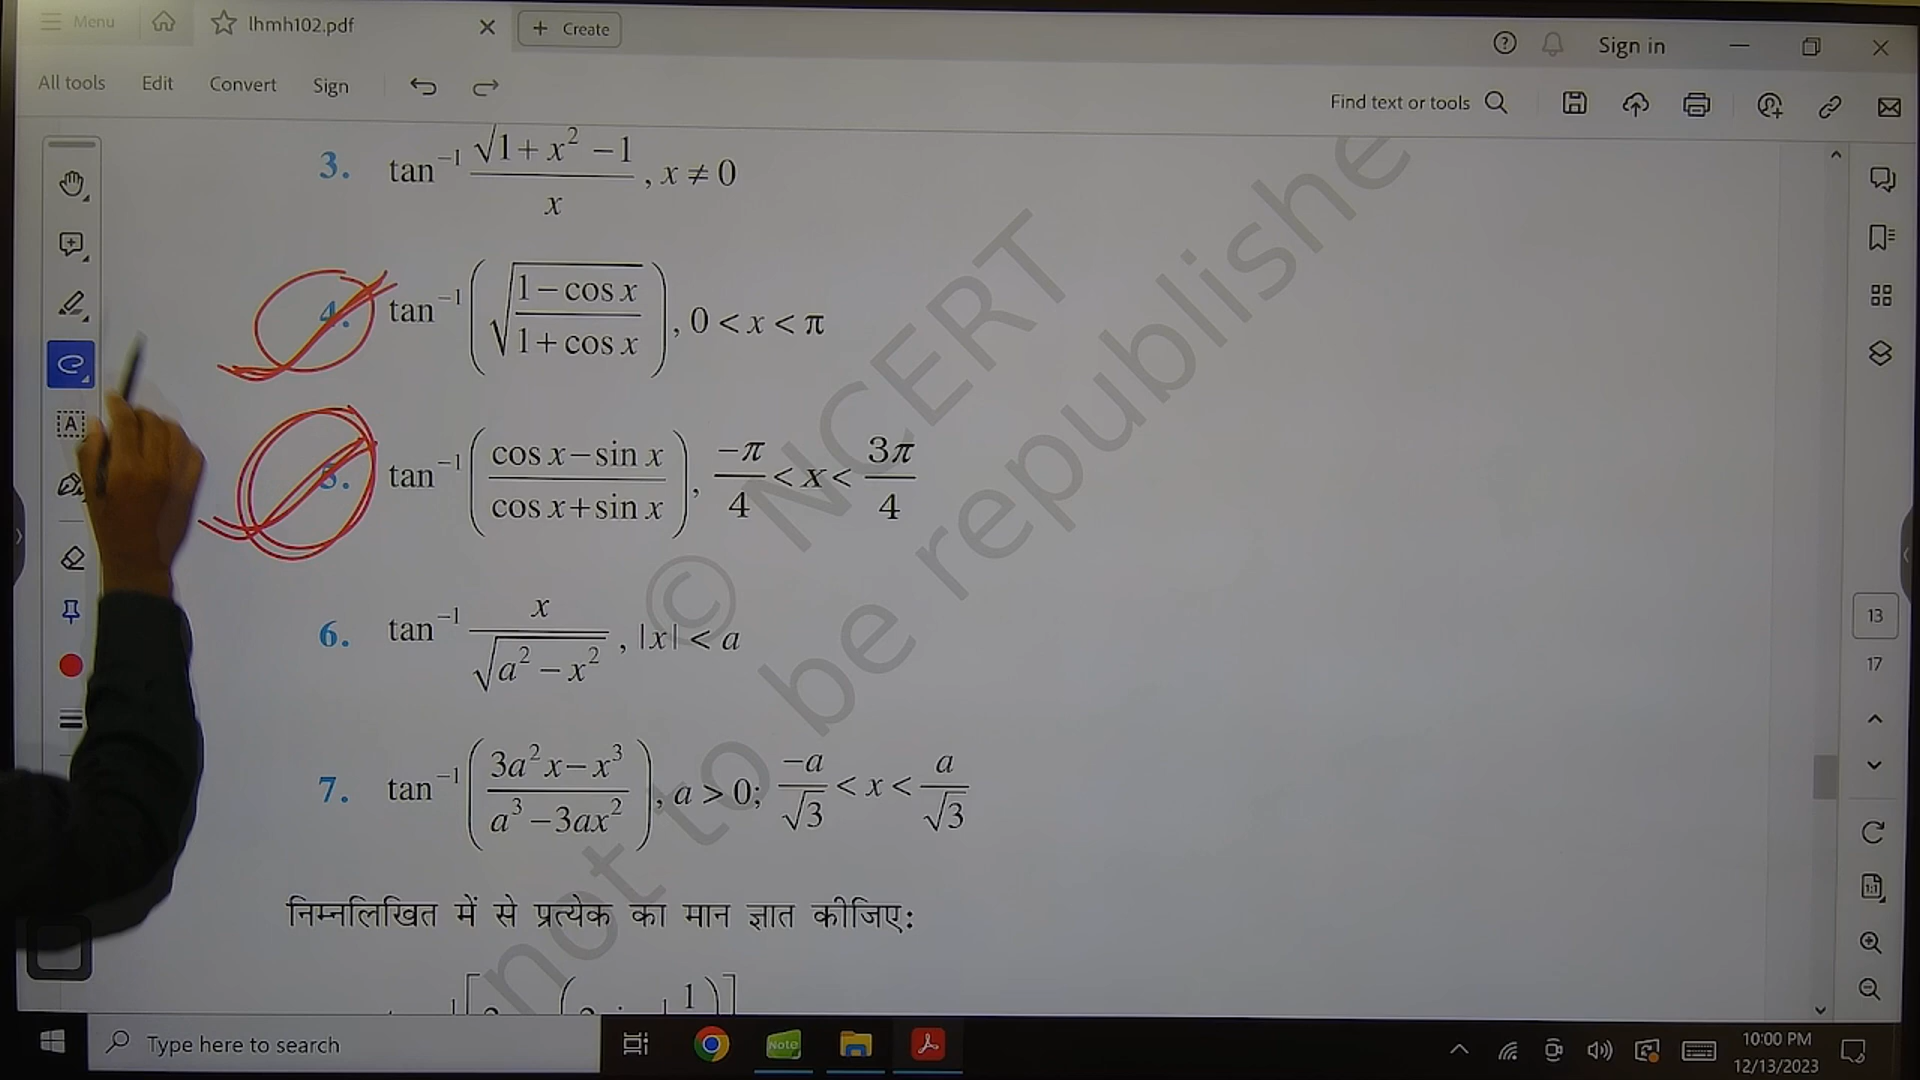 Menu
lhmh102.pdf
Create
Sign in
All tools
Edit
Convert
Sign
Find text or tools
3. tan⁻¹ (√(1+x²) −1)/x , x ≠ 0
4. tan⁻¹ (√((1−cos x)/(1+cos x))), 0 < x < π
5. tan⁻¹ ((cos x−sin x)/(cos x+sin x)), −π/4 < x < 3π/4
6. tan⁻¹ x/√(a² − x²) , |x| < a
7. tan⁻¹ ((3a²x−x³)/(a³−3ax²)), a > 0; −a/√3 < x < a/√3
निम्नलिखित में से प्रत्येक का मान ज्ञात कीजिए:
© NCERT
not to be republishe
13
17
Type here to search
Note
10:00 PM
12/13/2023